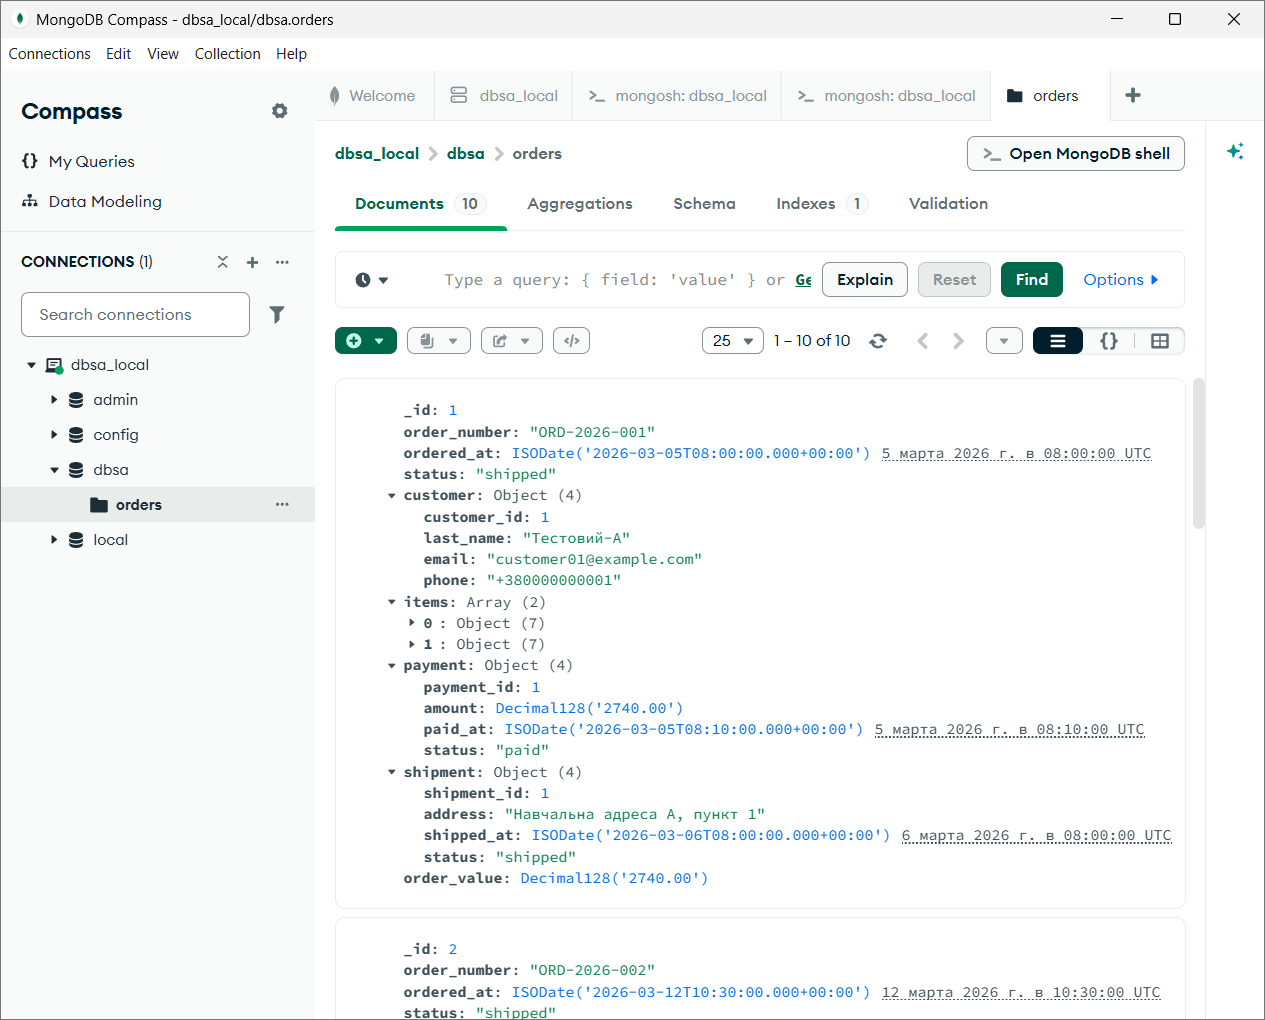 MongoDB Compass - dbsa_local/dbsa.orders
Connections Edit View Collection Help
Compass
My Queries
Data Modeling
CONNECTIONS (1)
Search connections
dbsa_local
admin
config
dbsa
orders
local
Welcome dbsa_local mongosh: dbsa_local mongosh: dbsa_local orders
dbsa_local dbsa orders
Open MongoDB shell
Documents 10 Aggregations Schema Indexes 1 Validation
Type a query: { field: 'value' } or Ge Explain Reset Find Options
25 1 – 10 of 10
_id: 1
order_number: "ORD-2026-001"
ordered_at: ISODate('2026-03-05T08:00:00.000+00:00') 5 марта 2026 г. в 08:00:00 UTC
status: "shipped"
customer: Object (4)
customer_id: 1
last_name: "Тестовий-А"
email: "customer01@example.com"
phone: "+380000000001"
items: Array (2)
0 : Object (7)
1 : Object (7)
payment: Object (4)
payment_id: 1
amount: Decimal128('2740.00')
paid_at: ISODate('2026-03-05T08:10:00.000+00:00') 5 марта 2026 г. в 08:10:00 UTC
status: "paid"
shipment: Object (4)
shipment_id: 1
address: "Навчальна адреса А, пункт 1"
shipped_at: ISODate('2026-03-06T08:00:00.000+00:00') 6 марта 2026 г. в 08:00:00 UTC
status: "shipped"
order_value: Decimal128('2740.00')
_id: 2
order_number: "ORD-2026-002"
ordered_at: ISODate('2026-03-12T10:30:00.000+00:00') 12 марта 2026 г. в 10:30:00 UTC
status: "shipped"